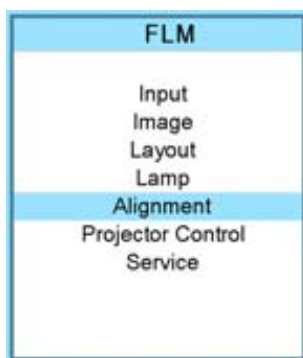 FLM
Input
Image
Layout
Lamp
Alignment
Projector Control
Service